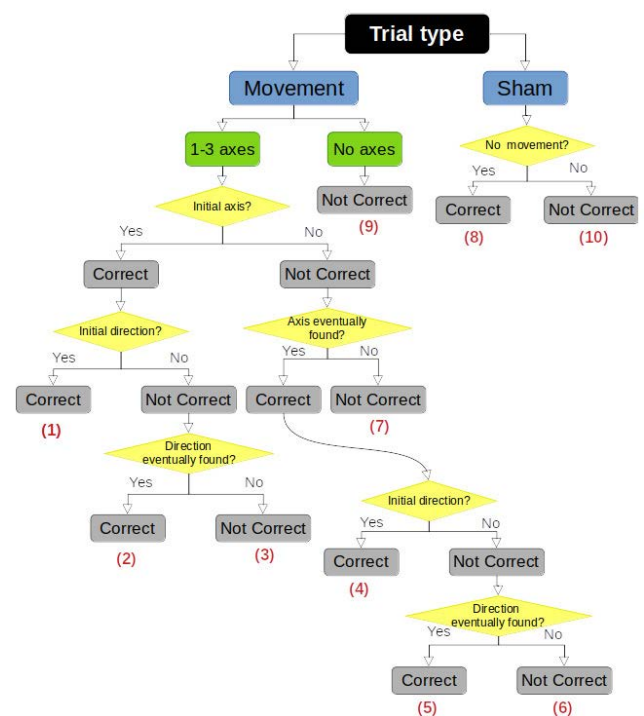 Trial type
Movement
Sham
1-3 axes
No axes
No movement?
Initial axis?
Not Correct
(9)
Yes
No
Correct
(8)
Not Correct
(10)
Yes
No
Correct
Not Correct
Initial direction?
Axis eventually
found?
Yes
No
Yes
No
Correct
(1)
Not Correct
Correct
Not Correct
(7)
Direction
eventually found?
Yes
No
Correct
(2)
Not Correct
(3)
Initial direction?
Yes
No
Correct
(4)
Not Correct
Direction
eventually found?
Yes
No
Correct
(5)
Not Correct
(6)